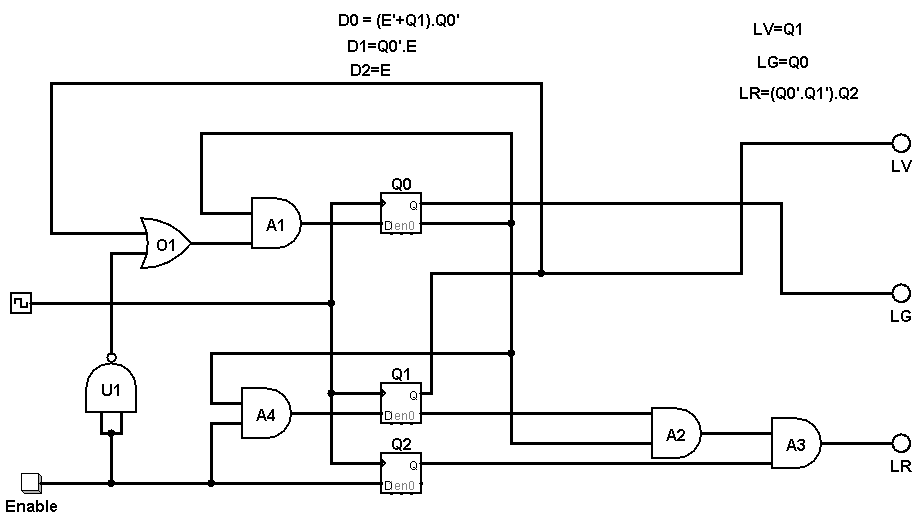 D0 = (E'+Q1).Q0'
D1=Q0'.E
D2=E
LV=Q1
LG=Q0
LR=(Q0'.Q1').Q2
LV
Q0
Q
D en0
A1
O1
LG
U1
Q1
Q
D en0
A4
A2
A3
LR
Q2
Q
D en0
Enable